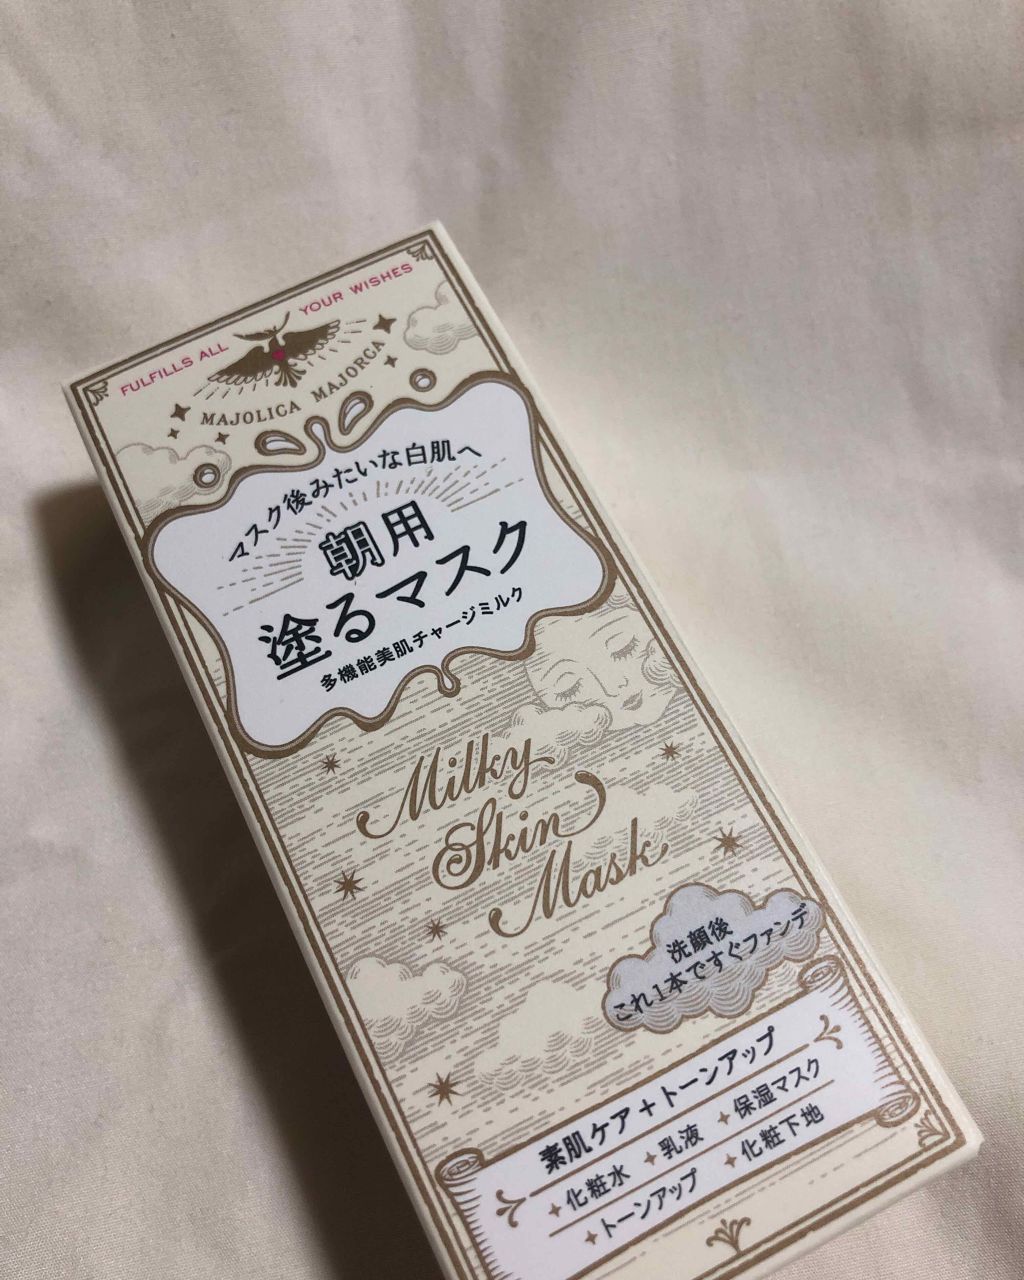 FULFILLS ALL YOUR WISHES
MAJOLICA MAJORCA
マスク後みたいな白肌へ
朝用
塗るマスク
多機能美肌チャージミルク
Milky
Skin
Mask
洗顔後
これ1本ですぐファンデ
素肌ケア+トーンアップ
化粧水 乳液 保湿マスク
トーンアップ 化粧下地